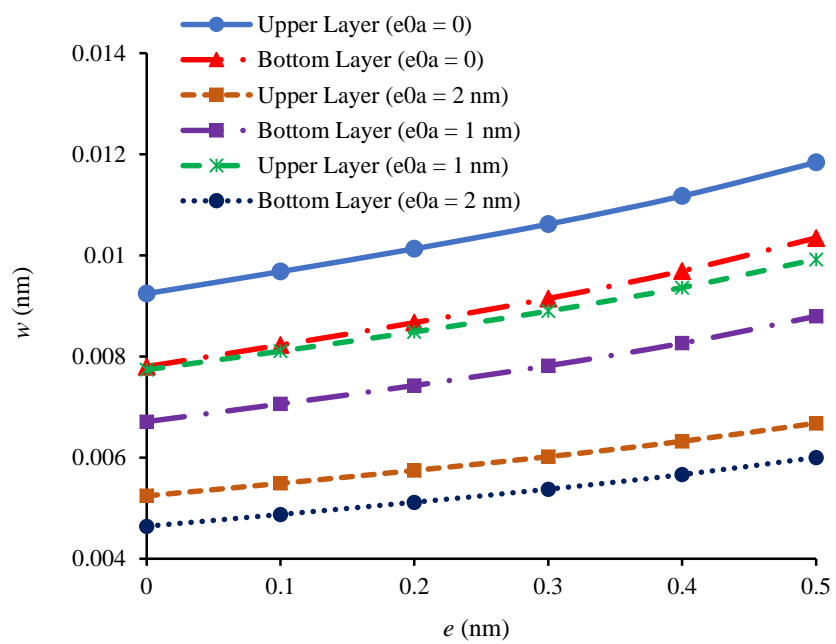 Upper Layer (e0a = 0)
Bottom Layer (e0a = 0)
Upper Layer (e0a = 2 nm)
Bottom Layer (e0a = 1 nm)
Upper Layer (e0a = 1 nm)
Bottom Layer (e0a = 2 nm)
0.014
0.012
0.01
0.008
0.006
0.004
w (nm)
0 0.1 0.2 0.3 0.4 0.5
e (nm)